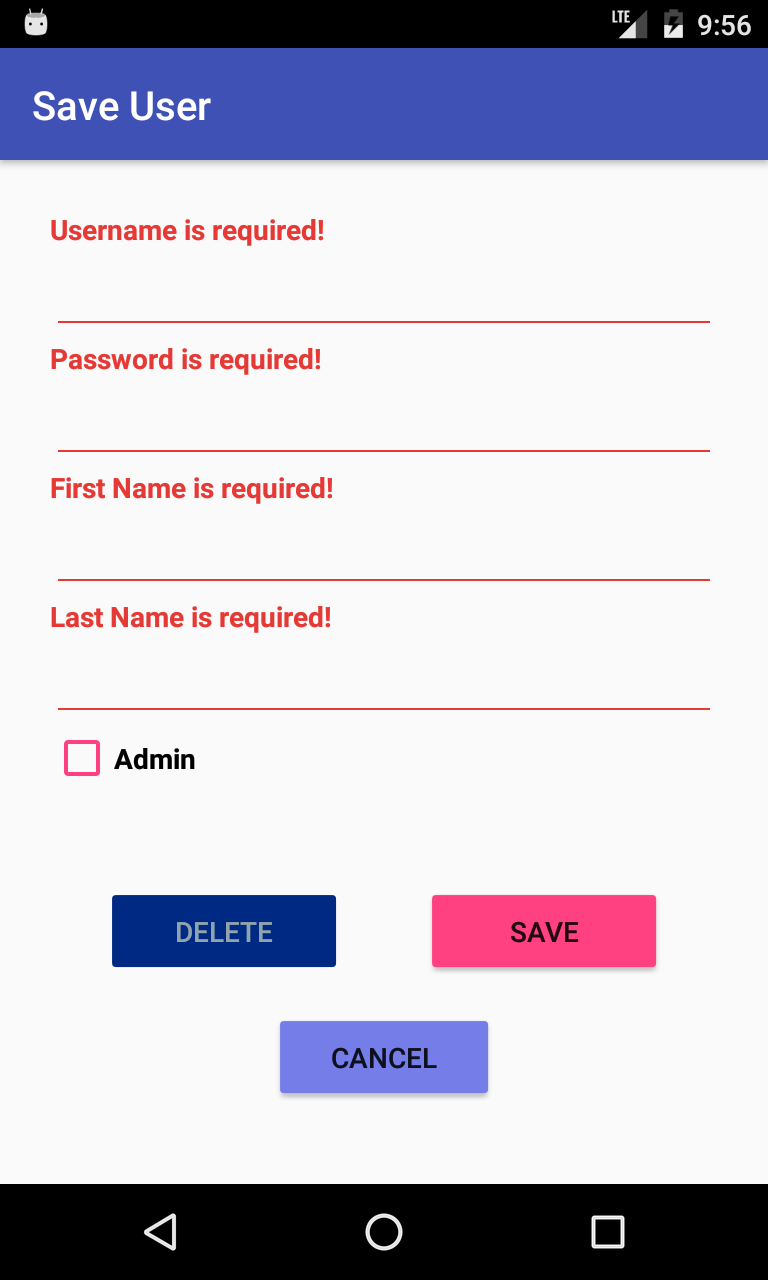 LTE 9:56
Save User
Username is required!
Password is required!
First Name is required!
Last Name is required!
Admin
DELETE SAVE
CANCEL